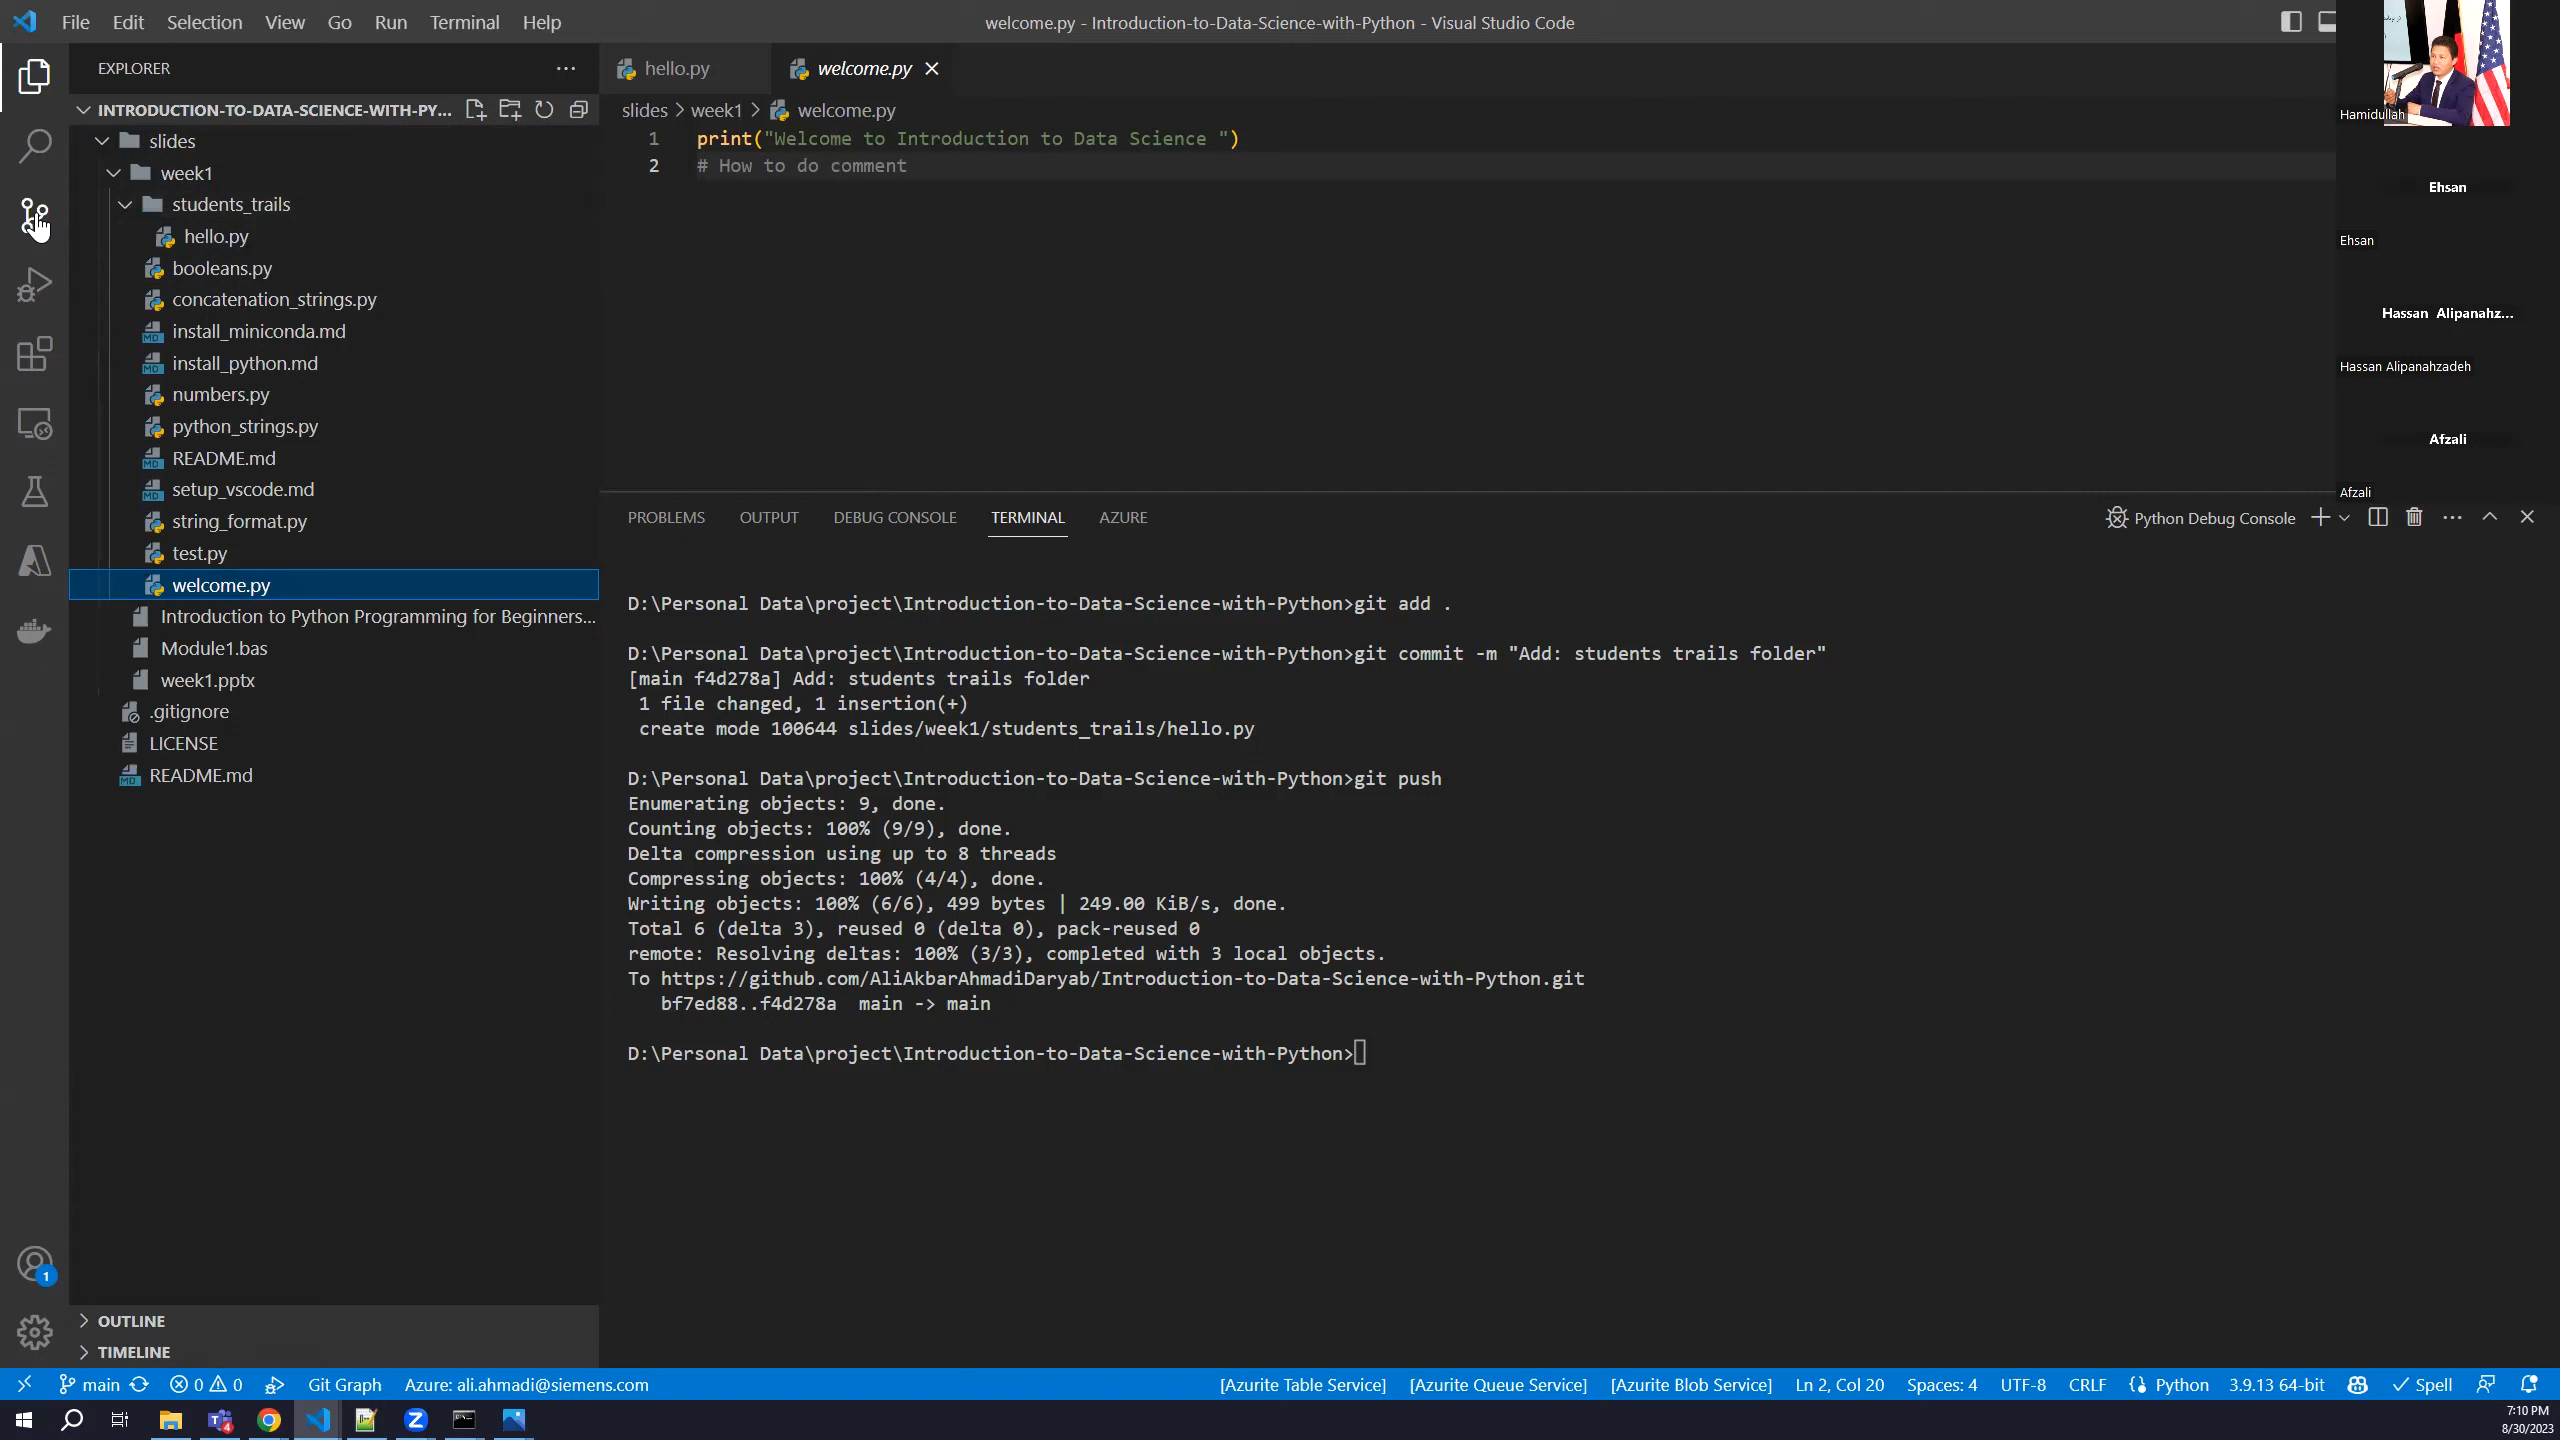 File Edit Selection View Go Run Terminal Help
welcome.py - Introduction-to-Data-Science-with-Python - Visual Studio Code
EXPLORER
INTRODUCTION-TO-DATA-SCIENCE-WITH-PY...
slides
week1
students_trails
hello.py
booleans.py
concatenation_strings.py
install_miniconda.md
install_python.md
numbers.py
python_strings.py
README.md
setup_vscode.md
string_format.py
test.py
welcome.py
Introduction to Python Programming for Beginners...
Module1.bas
week1.pptx
.gitignore
LICENSE
README.md
OUTLINE
TIMELINE
hello.py
welcome.py
slides > week1 > welcome.py
1 print("Welcome to Introduction to Data Science ")
2 # How to do comment
PROBLEMS OUTPUT DEBUG CONSOLE TERMINAL AZURE
Python Debug Console
D:\Personal Data\project\Introduction-to-Data-Science-with-Python>git add .
D:\Personal Data\project\Introduction-to-Data-Science-with-Python>git commit -m "Add: students trails folder"
[main f4d278a] Add: students trails folder
1 file changed, 1 insertion(+)
create mode 100644 slides/week1/students_trails/hello.py
D:\Personal Data\project\Introduction-to-Data-Science-with-Python>git push
Enumerating objects: 9, done.
Counting objects: 100% (9/9), done.
Delta compression using up to 8 threads
Compressing objects: 100% (4/4), done.
Writing objects: 100% (6/6), 499 bytes | 249.00 KiB/s, done.
Total 6 (delta 3), reused 0 (delta 0), pack-reused 0
remote: Resolving deltas: 100% (3/3), completed with 3 local objects.
To https://github.com/AliAkbarAhmadiDaryab/Introduction-to-Data-Science-with-Python.git
bf7ed88..f4d278a main -> main
D:\Personal Data\project\Introduction-to-Data-Science-with-Python>
Hamidullah
Ehsan
Ehsan
Hassan Alipanahz...
Hassan Alipanahzadeh
Afzali
Afzali
1
main 0 0 Git Graph Azure: ali.ahmadi@siemens.com
[Azurite Table Service] [Azurite Queue Service] [Azurite Blob Service] Ln 2, Col 20 Spaces: 4 UTF-8 CRLF Python 3.9.13 64-bit Spell
4
7:10 PM
8/30/2023